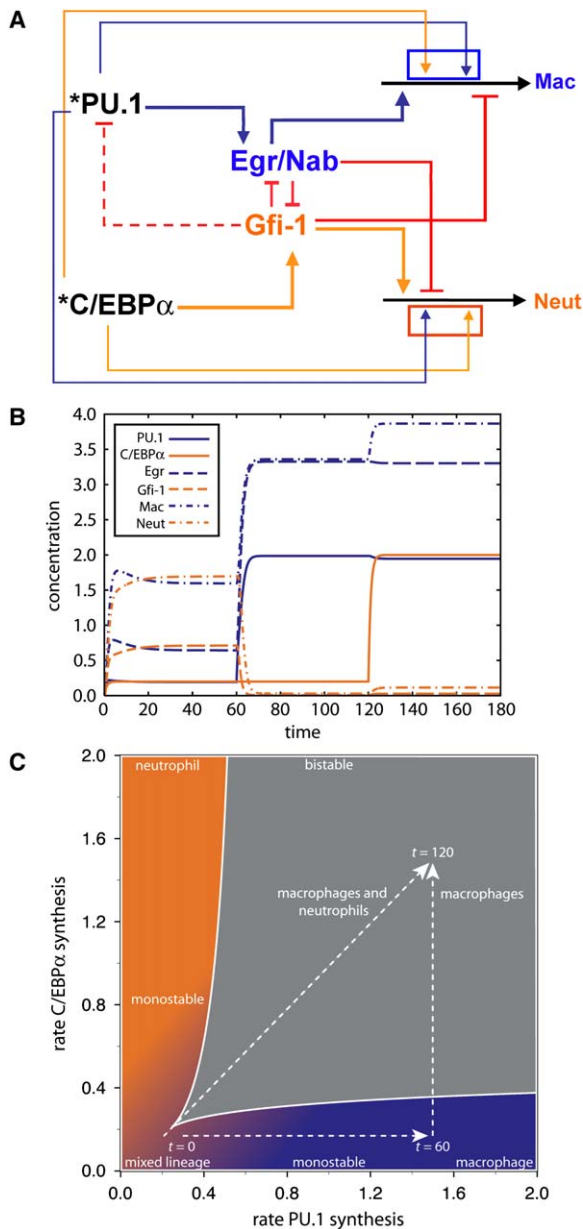 A
*PU.1
Mac
Egr/Nab
Gfi-1
*C/EBPα
Neut
B
concentration
4.0
3.5
3.0
2.5
2.0
1.5
1.0
0.5
0.0
PU.1
C/EBPα
Egr
Gfi-1
Mac
Neut
0 20 40 60 80 100 120 140 160 180
time
C
rate C/EBPα synthesis
2.0
1.6
1.2
0.8
0.4
0.0
neutrophil
bistable
t = 120
macrophages and
neutrophils
macrophages
monostable
t = 0
t = 60
mixed lineage
monostable
macrophage
0.0 0.4 0.8 1.2 1.6 2.0
rate PU.1 synthesis